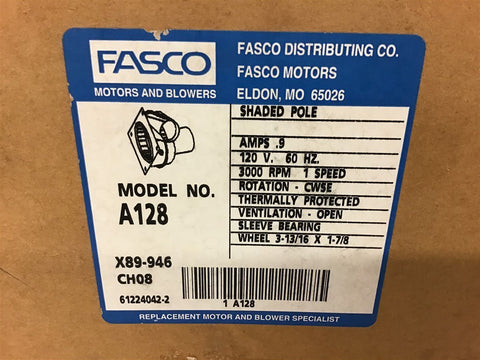 FASCO
MOTORS AND BLOWERS
FASCO DISTRIBUTING CO.
FASCO MOTORS
ELDON, MO 65026
SHADED POLE
AMPS .9
120 V. 60 HZ.
3000 RPM 1 SPEED
ROTATION - CWSE
THERMALLY PROTECTED
VENTILATION - OPEN
SLEEVE BEARING
WHEEL 3-13/16 X 1-7/8
MODEL NO.
A128
X89-946
CH08
61224042-2
1 A128
REPLACEMENT MOTOR AND BLOWER SPECIALIST